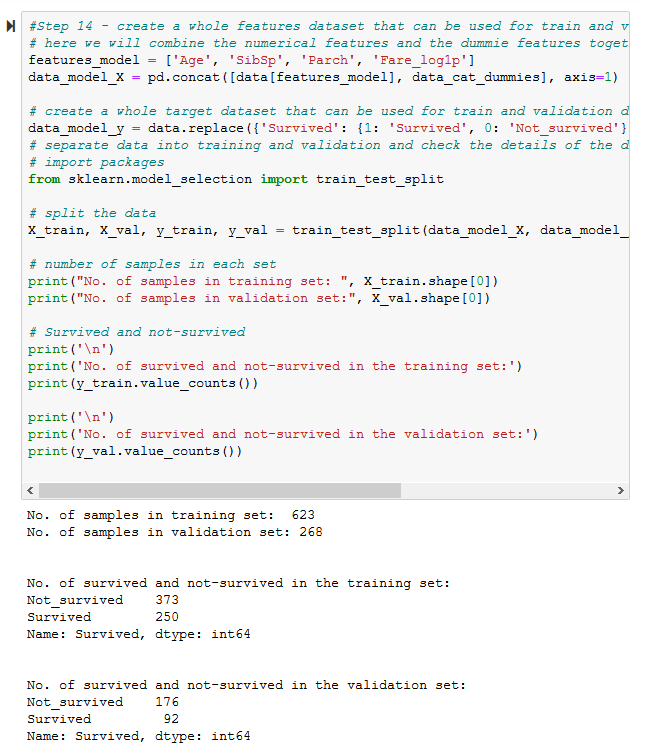 #Step 14 - create a whole features dataset that can be used for train and v
# here we will combine the numerical features and the dummie features toget
features_model = ['Age', 'SibSp', 'Parch', 'Fare_log1p']
data_model_X = pd.concat([data[features_model], data_cat_dummies], axis=1)
# create a whole target dataset that can be used for train and validation d
data_model_y = data.replace({'Survived': {1: 'Survived', 0: 'Not_survived'}
# separate data into training and validation and check the details of the d
# import packages
from sklearn.model_selection import train_test_split
# split the data
X_train, X_val, y_train, y_val = train_test_split(data_model_X, data_model_
# number of samples in each set
print("No. of samples in training set: ", X_train.shape[0])
print("No. of samples in validation set:", X_val.shape[0])
# Survived and not-survived
print('\n')
print('No. of survived and not-survived in the training set:')
print(y_train.value_counts())
print('\n')
print('No. of survived and not-survived in the validation set:')
print(y_val.value_counts())
No. of samples in training set:  623
No. of samples in validation set: 268
No. of survived and not-survived in the training set:
Not_survived    373
Survived        250
Name: Survived, dtype: int64
No. of survived and not-survived in the validation set:
Not_survived    176
Survived         92
Name: Survived, dtype: int64